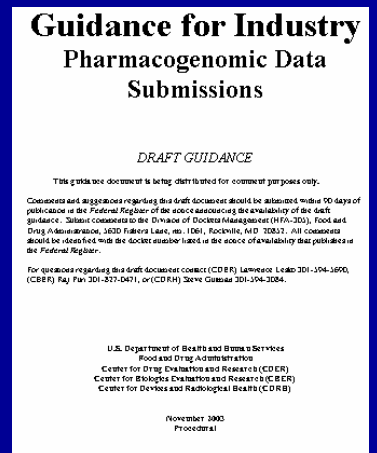 Guidance for Industry
Pharmacogenomic Data
Submissions
DRAFT GUIDANCE
This guidance document is being distributed for comment purposes only.
Comments and suggestions regarding this draft document should be submitted within 90 days of
publication in the Federal Register of the notice announcing the availability of the draft
guidance. Submit comments to the Division of Dockets Management (HFA-305), Food and
Drug Administration, 5630 Fishers Lane, rm. 1061, Rockville, MD 20852. All comments
should be identified with the docket number listed in the notice of availability that publishes in
the Federal Register.
For questions regarding this draft document contact (CDER) Lawrence Lesko 301-594-5690,
(CBER) Raj Puri 301-827-0471, or (CDRH) Steve Gutman 301-594-3084.
U.S. Department of Health and Human Services
Food and Drug Administration
Center for Drug Evaluation and Research (CDER)
Center for Biologics Evaluation and Research (CBER)
Center for Devices and Radiological Health (CDRH)
November 2003
Procedural